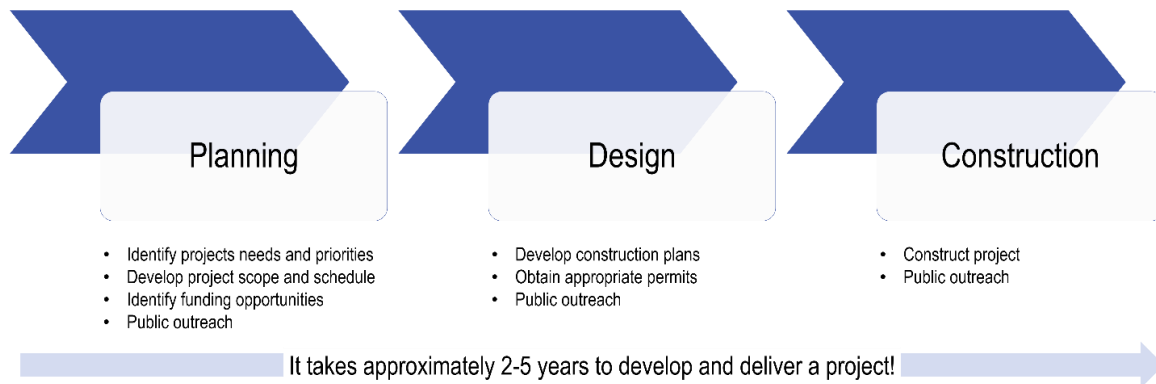 Planning
• Identify projects needs and priorities
• Develop project scope and schedule
• Identify funding opportunities
• Public outreach
Design
• Develop construction plans
• Obtain appropriate permits
• Public outreach
Construction
• Construct project
• Public outreach
It takes approximately 2-5 years to develop and deliver a project!